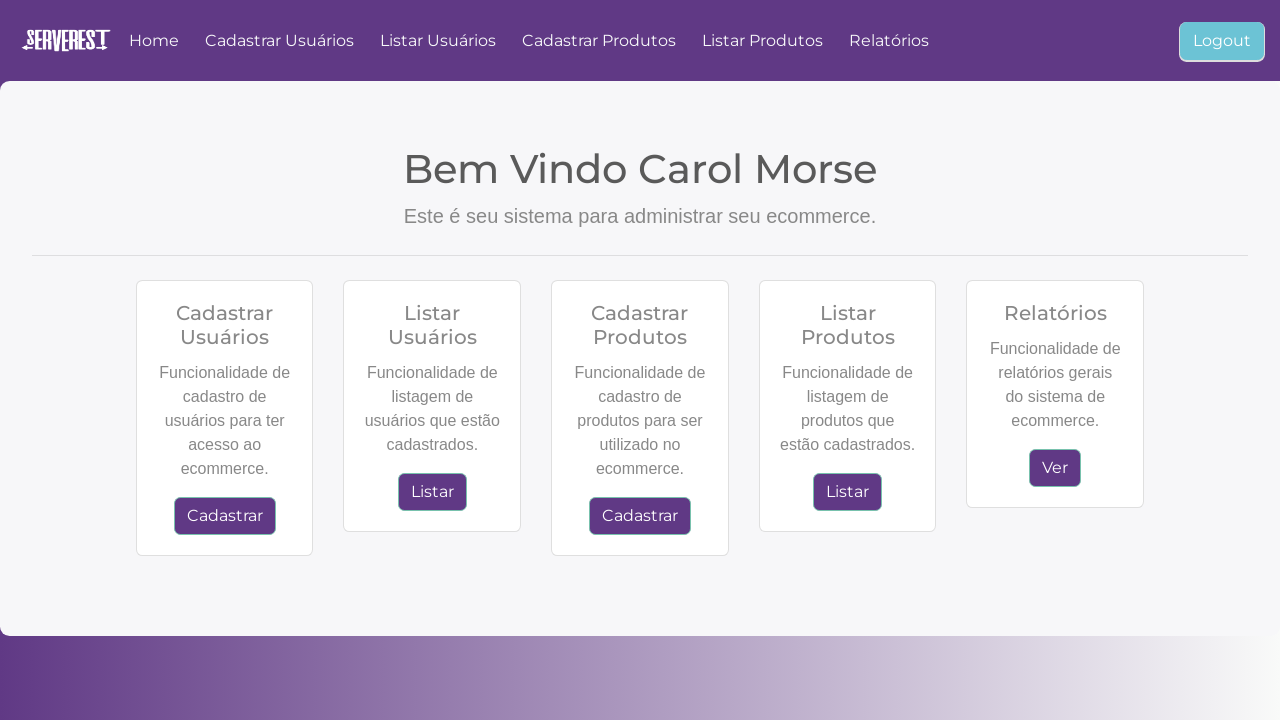 SERVEREST Home Cadastrar Usuários Listar Usuários Cadastrar Produtos Listar Produtos Relatórios Logout
Bem Vindo Carol Morse
Este é seu sistema para administrar seu ecommerce.
Cadastrar
Usuários
Funcionalidade de
cadastro de
usuários para ter
acesso ao
ecommerce.
Cadastrar
Listar
Usuários
Funcionalidade de
listagem de
usuários que estão
cadastrados.
Listar
Cadastrar
Produtos
Funcionalidade de
cadastro de
produtos para ser
utilizado no
ecommerce.
Cadastrar
Listar
Produtos
Funcionalidade de
listagem de
produtos que
estão cadastrados.
Listar
Relatórios
Funcionalidade de
relatórios gerais
do sistema de
ecommerce.
Ver